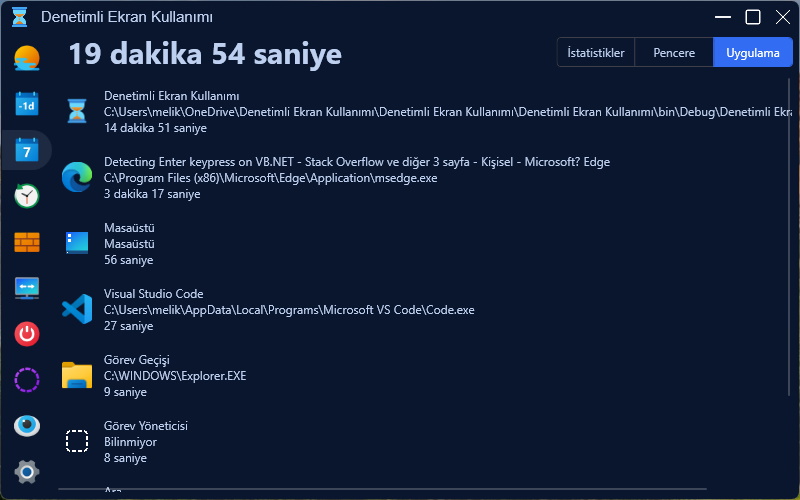 Denetimli Ekran Kullanımı
19 dakika 54 saniye
İstatistikler
Pencere
Uygulama
-1d
7
Denetimli Ekran Kullanımı
C:\Users\melik\OneDrive\Denetimli Ekran Kullanımı\Denetimli Ekran Kullanımı\Denetimli Ekran Kullanımı\bin\Debug\Denetimli Ekra
14 dakika 51 saniye
Detecting Enter keypress on VB.NET - Stack Overflow ve diğer 3 sayfa - Kişisel - Microsoft? Edge
C:\Program Files (x86)\Microsoft\Edge\Application\msedge.exe
3 dakika 17 saniye
Masaüstü
Masaüstü
56 saniye
Visual Studio Code
C:\Users\melik\AppData\Local\Programs\Microsoft VS Code\Code.exe
27 saniye
Görev Geçişi
C:\WINDOWS\Explorer.EXE
9 saniye
Görev Yöneticisi
Bilinmiyor
8 saniye
Ara